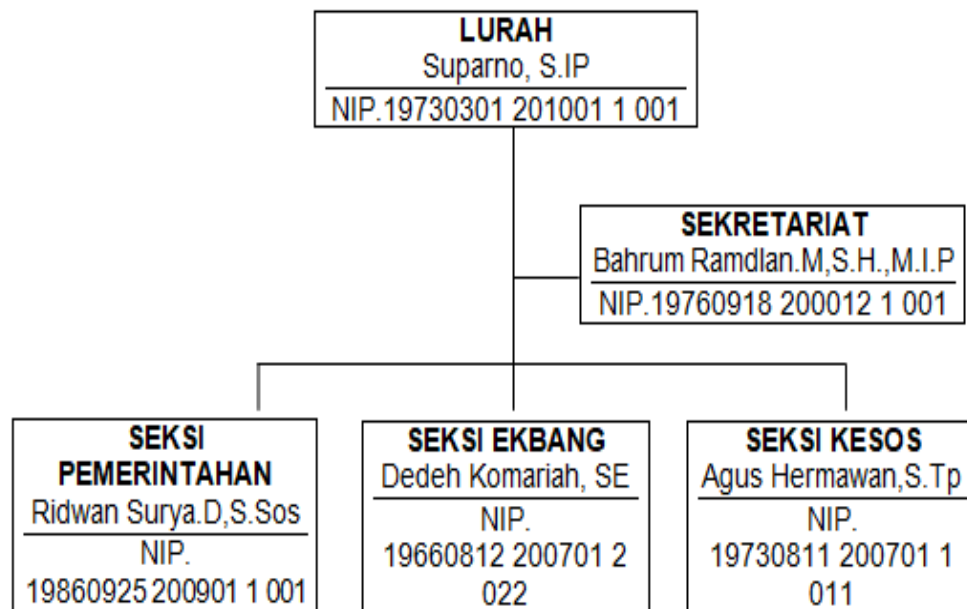 LURAH
Suparno, S.IP
NIP.19730301 201001 1 001
SEKRETARIAT
Bahrum Ramdlan.M,S.H.,M.I.P
NIP.19760918 200012 1 001
SEKSI
PEMERINTAHAN
Ridwan Surya.D,S.Sos
NIP.
19860925 200901 1 001
SEKSI EKBANG
Dedeh Komariah, SE
NIP.
19660812 200701 2
022
SEKSI KESOS
Agus Hermawan,S.Tp
NIP.
19730811 200701 1
011